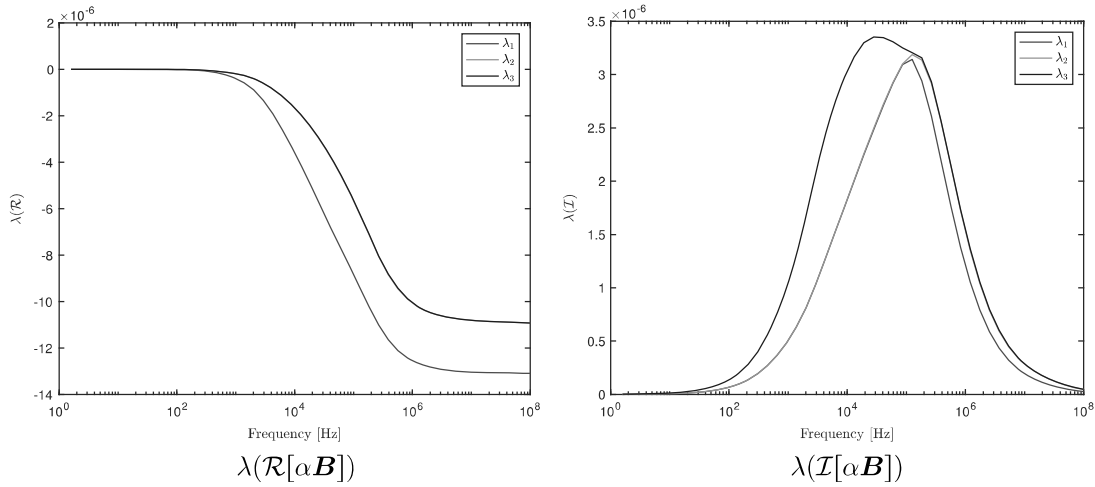 ×10⁻⁶
2
0
-2
-4
-6
-8
-10
-12
-14
λ(ℛ)
10⁰ 10² 10⁴ 10⁶ 10⁸
Frequency [Hz]
λ₁
λ₂
λ₃
λ(ℛ[αB])
×10⁻⁶
3.5
3
2.5
2
1.5
1
0.5
0
λ(ℐ)
10⁰ 10² 10⁴ 10⁶ 10⁸
Frequency [Hz]
λ₁
λ₂
λ₃
λ(ℐ[αB])